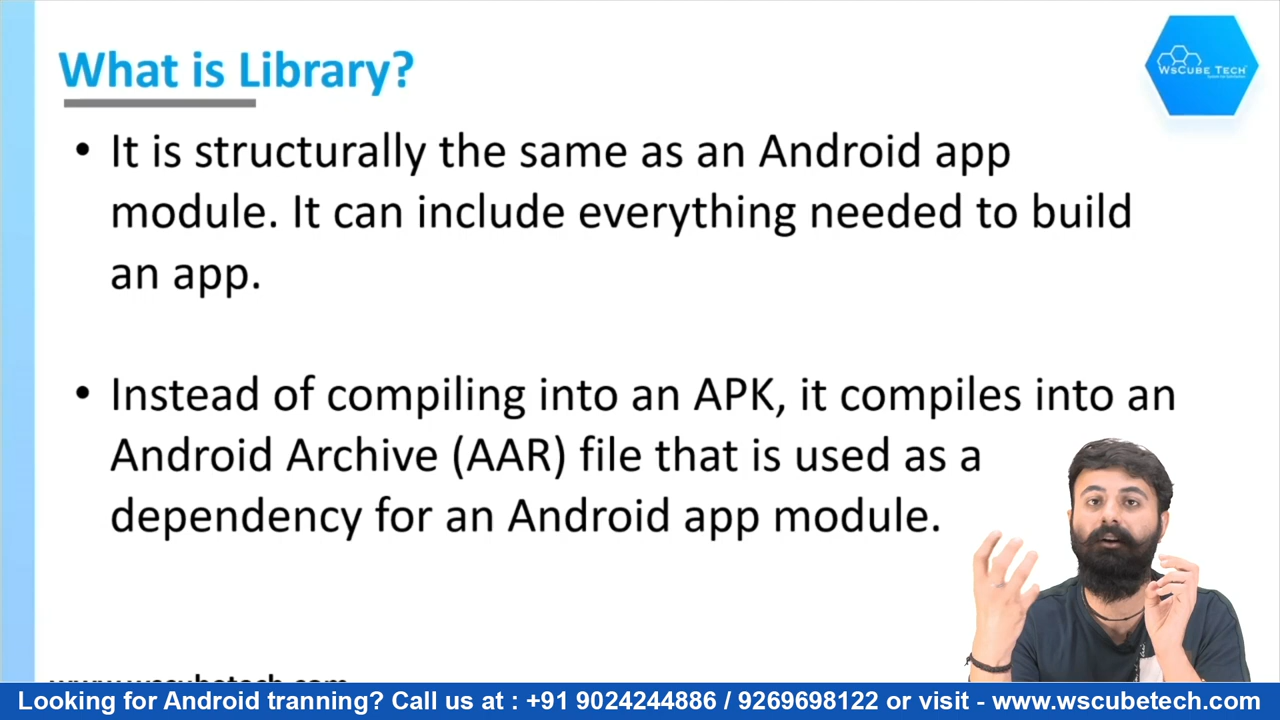 What is Library?
WsCube Tech
• It is structurally the same as an Android app
module. It can include everything needed to build
an app.
• Instead of compiling into an APK, it compiles into an
Android Archive (AAR) file that is used as a
dependency for an Android app module.
www.wscubetech.com
Looking for Android tranning? Call us at : +91 9024244886 / 9269698122 or visit - www.wscubetech.com